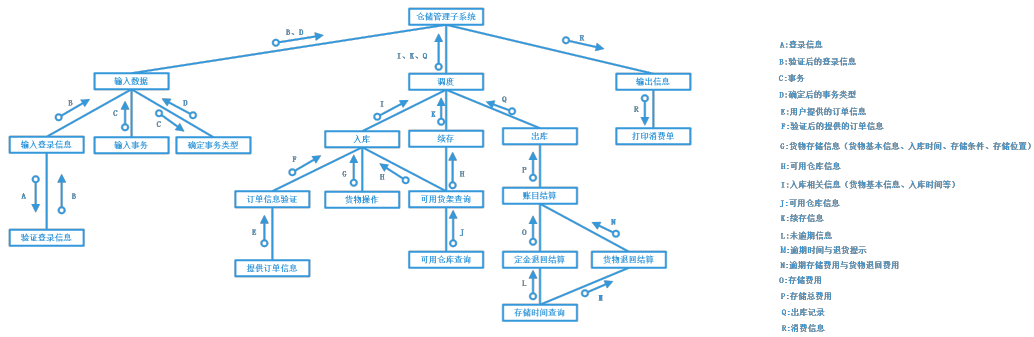 仓储管理子系统
B、D
R
I、K、Q
输入数据
调度
输出信息
B
C
D
C
I
K
Q
R
输入登录信息
输入事务
确定事务类型
入库
续存
出库
打印消费单
A
B
F
G
H
H
P
验证登录信息
订单信息验证
货物操作
可用货架查询
账目结算
E
J
O
N
提供订单信息
可用仓库查询
定金退回结算
货物退回结算
L
M
存储时间查询
A:登录信息
B:验证后的登录信息
C:事务
D:确定后的事务类型
E:用户提供的订单信息
F:验证后的提供的订单信息
G:货物存储信息（货物基本信息、入库时间、存储条件、存储位置）
H:可用仓库信息
I:入库相关信息（货物基本信息、入库时间等）
J:可用仓库信息
K:续存信息
L:未逾期信息
M:逾期时间与退货提示
N:逾期存储费用与货物退回费用
O:存储费用
P:存储总费用
Q:出库记录
R:消费信息